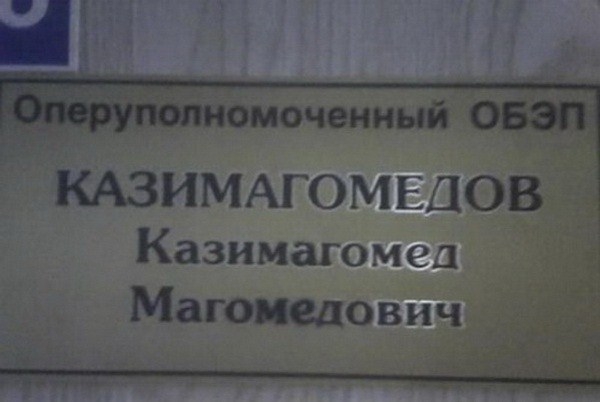 Оперуполномоченный ОБЭП
КАЗИМАГОМЕДОВ
Казимагомед
Магомедович